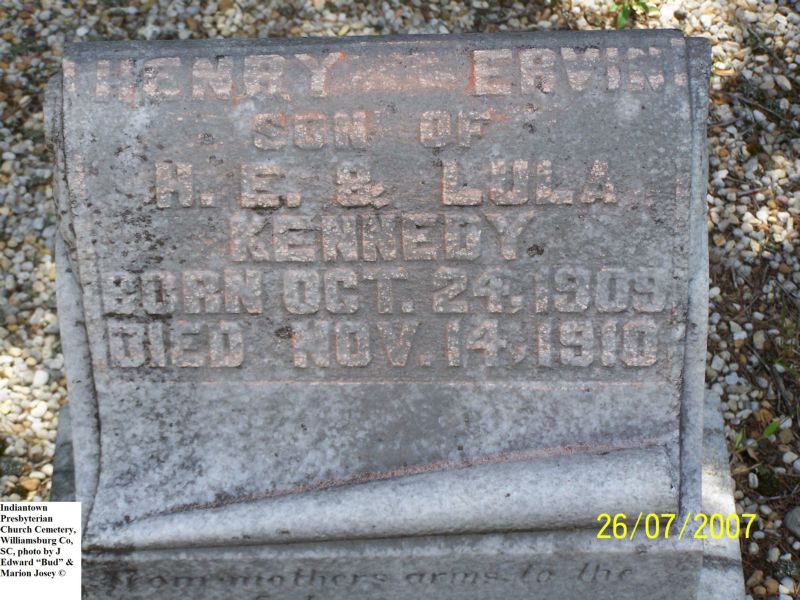 HENRY ERVIN
SON OF
H. E. & LULA
KENNEDY
BORN OCT. 24, 1909
DIED NOV. 14, 1910
from mothers arms to the
Indiantown
Presbyterian
Church Cemetery,
Williamsburg Co,
SC, photo by J
Edward “Bud” &
Marion Josey ©
26/07/2007